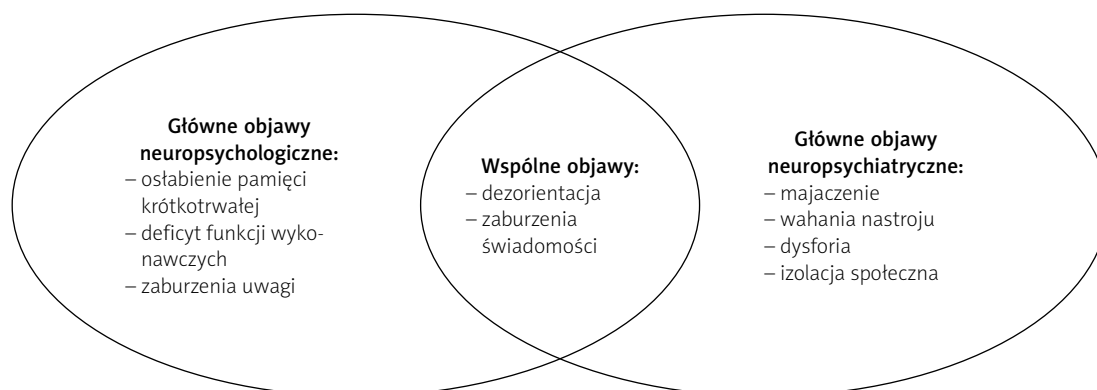 Główne objawy
neuropsychologiczne:
– osłabienie pamięci
krótkotrwałej
– deficyt funkcji wyko-
nawczych
– zaburzenia uwagi
Wspólne objawy:
– dezorientacja
– zaburzenia
świadomości
Główne objawy
neuropsychiatryczne:
– majaczenie
– wahania nastroju
– dysforia
– izolacja społeczna